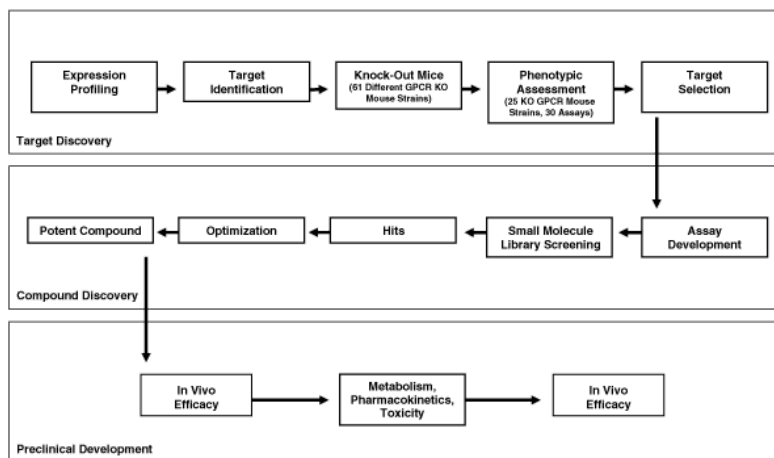 Expression
Profiling
Target
Identification
Knock-Out Mice
(61 Different GPCR KO
Mouse Strains)
Phenotypic
Assessment
(25 KO GPCR Mouse
Strains, 30 Assays)
Target
Selection
Target Discovery
Potent Compound
Optimization
Hits
Small Molecule
Library Screening
Assay
Development
Compound Discovery
In Vivo
Efficacy
Metabolism,
Pharmacokinetics,
Toxicity
In Vivo
Efficacy
Preclinical Development